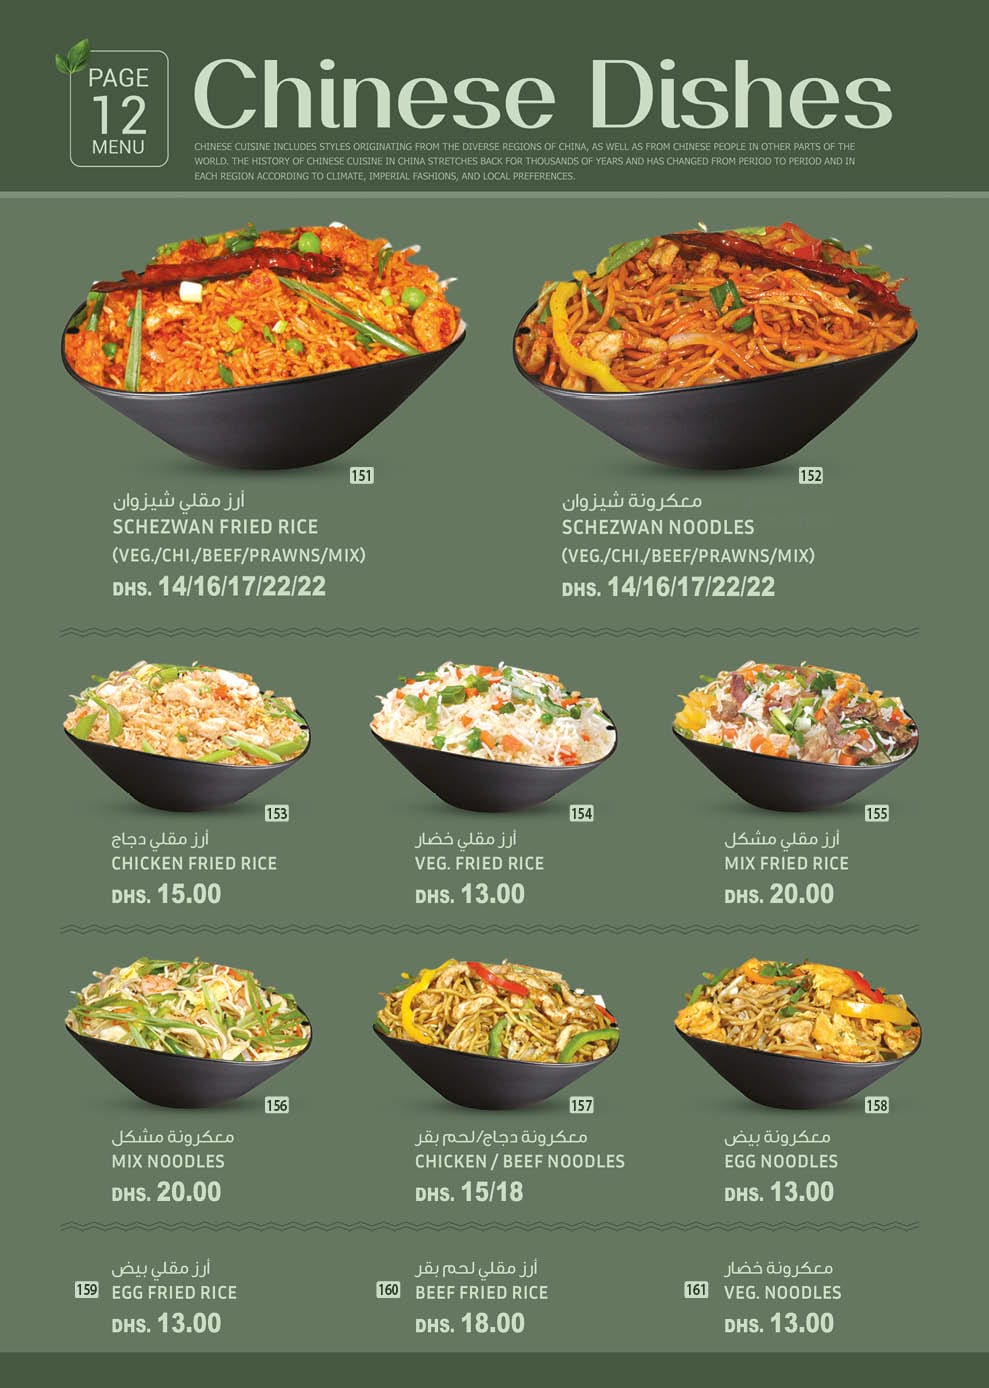 PAGE
12
MENU
Chinese Dishes
CHINESE CUISINE INCLUDES STYLES ORIGINATING FROM THE DIVERSE REGIONS OF CHINA, AS WELL AS FROM CHINESE PEOPLE IN OTHER PARTS OF THE
WORLD. THE HISTORY OF CHINESE CUISINE IN CHINA STRETCHES BACK FOR THOUSANDS OF YEARS AND HAS CHANGED FROM PERIOD TO PERIOD AND IN
EACH REGION ACCORDING TO CLIMATE, IMPERIAL FASHIONS, AND LOCAL PREFERENCES.
151
أرز مقلي شيزوان
SCHEZWAN FRIED RICE
(VEG./CHI./BEEF/PRAWNS/MIX)
DHS. 14/16/17/22/22
152
معكرونة شيزوان
SCHEZWAN NOODLES
(VEG./CHI./BEEF/PRAWNS/MIX)
DHS. 14/16/17/22/22
153
أرز مقلي دجاج
CHICKEN FRIED RICE
DHS. 15.00
154
أرز مقلي خضار
VEG. FRIED RICE
DHS. 13.00
155
أرز مقلي مشكل
MIX FRIED RICE
DHS. 20.00
156
معكرونة مشكل
MIX NOODLES
DHS. 20.00
157
معكرونة دجاج/لحم بقر
CHICKEN / BEEF NOODLES
DHS. 15/18
158
معكرونة بيض
EGG NOODLES
DHS. 13.00
أرز مقلي بيض
159 EGG FRIED RICE
DHS. 13.00
أرز مقلي لحم بقر
160 BEEF FRIED RICE
DHS. 18.00
معكرونة خضار
161 VEG. NOODLES
DHS. 13.00